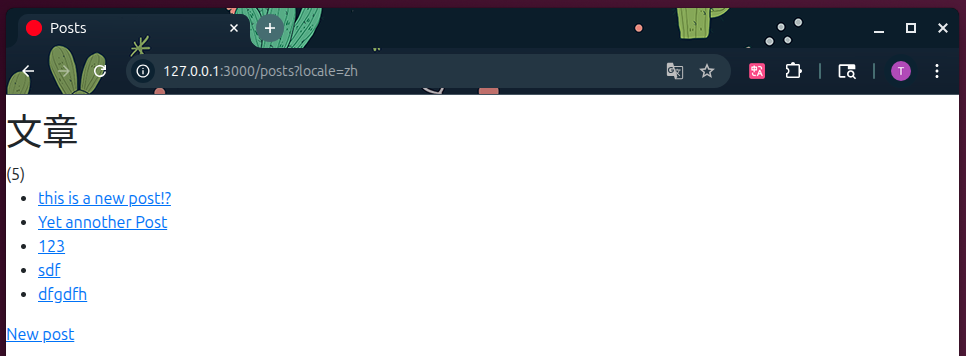 Posts
127.0.0.1:3000/posts?locale=zh
T
文章
(5)
this is a new post!?
Yet annother Post
123
sdf
dfgdfh
New post